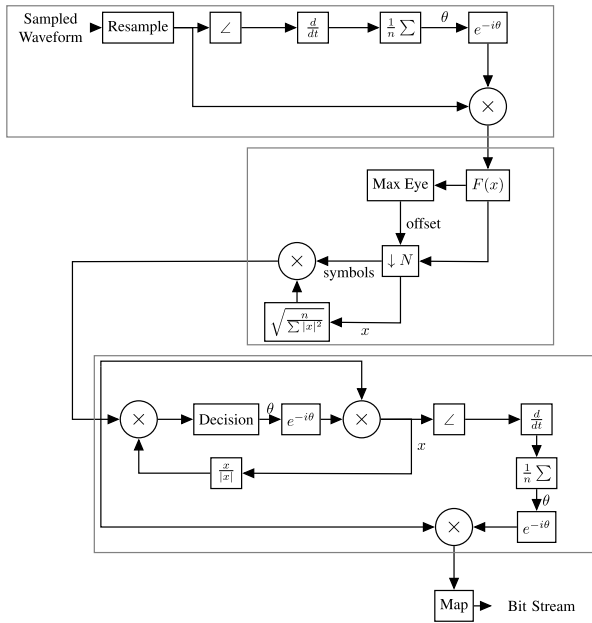 Sampled
Waveform
Resample
∠
d/dt
1/n ∑
θ
e^{-iθ}
×
Max Eye
F(x)
offset
↓ N
×
symbols
√(n/∑|x|²)
x
×
Decision
θ
e^{-iθ}
×
∠
d/dt
x
x/|x|
1/n ∑
θ
×
e^{-iθ}
Map
Bit Stream